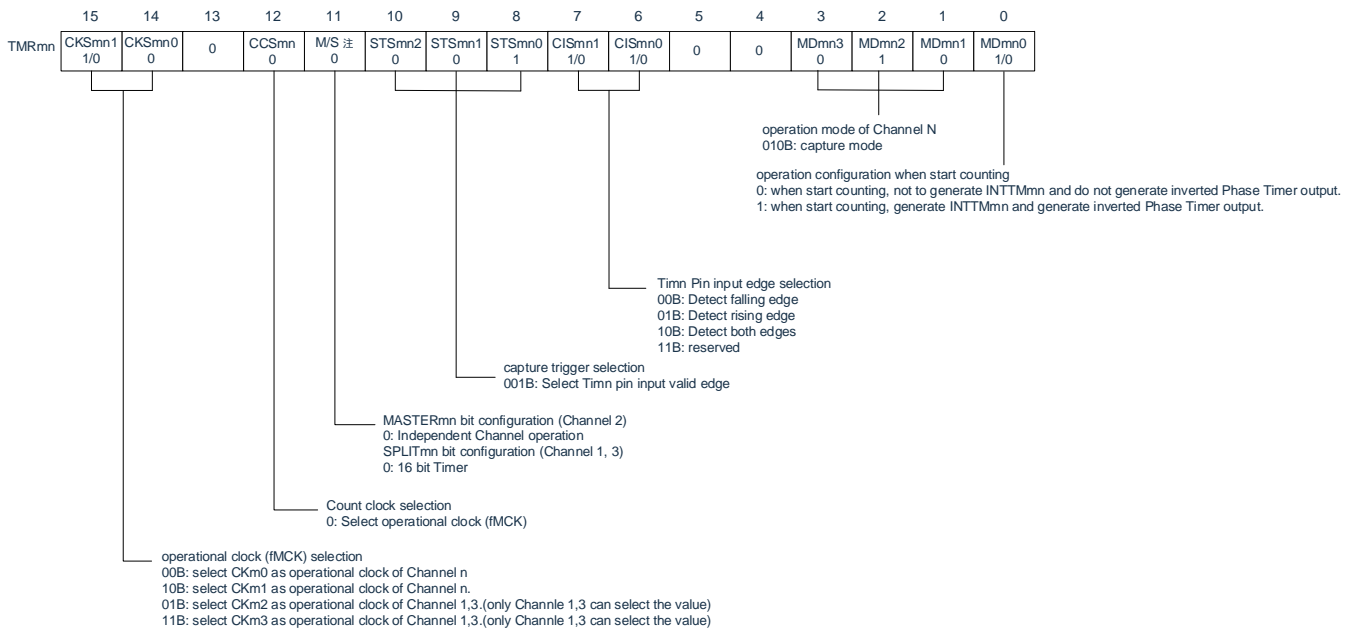 15 14 13 12 11 10 9 8 7 6 5 4 3 2 1 0
TMRmn CKSmn1 CKSmn0 0 CCSmn M/S 注 STSmn2 STSmn1 STSmn0 CISmn1 CISmn0 0 0 MDmn3 MDmn2 MDmn1 MDmn0
1/0 0 0 0 0 0 1 1/0 1/0 0 1 0 1/0
operation mode of Channel N
010B: capture mode
operation configuration when start counting
0: when start counting, not to generate INTTMmn and do not generate inverted Phase Timer output.
1: when start counting, generate INTTMmn and generate inverted Phase Timer output.
Timn Pin input edge selection
00B: Detect falling edge
01B: Detect rising edge
10B: Detect both edges
11B: reserved
capture trigger selection
001B: Select Timn pin input valid edge
MASTERmn bit configuration (Channel 2)
0: Independent Channel operation
SPLITmn bit configuration (Channel 1, 3)
0: 16 bit Timer
Count clock selection
0: Select operational clock (fMCK)
operational clock (fMCK) selection
00B: select CKm0 as operational clock of Channel n
10B: select CKm1 as operational clock of Channel n.
01B: select CKm2 as operational clock of Channel 1,3.(only Channle 1,3 can select the value)
11B: select CKm3 as operational clock of Channel 1,3.(only Channle 1,3 can select the value)